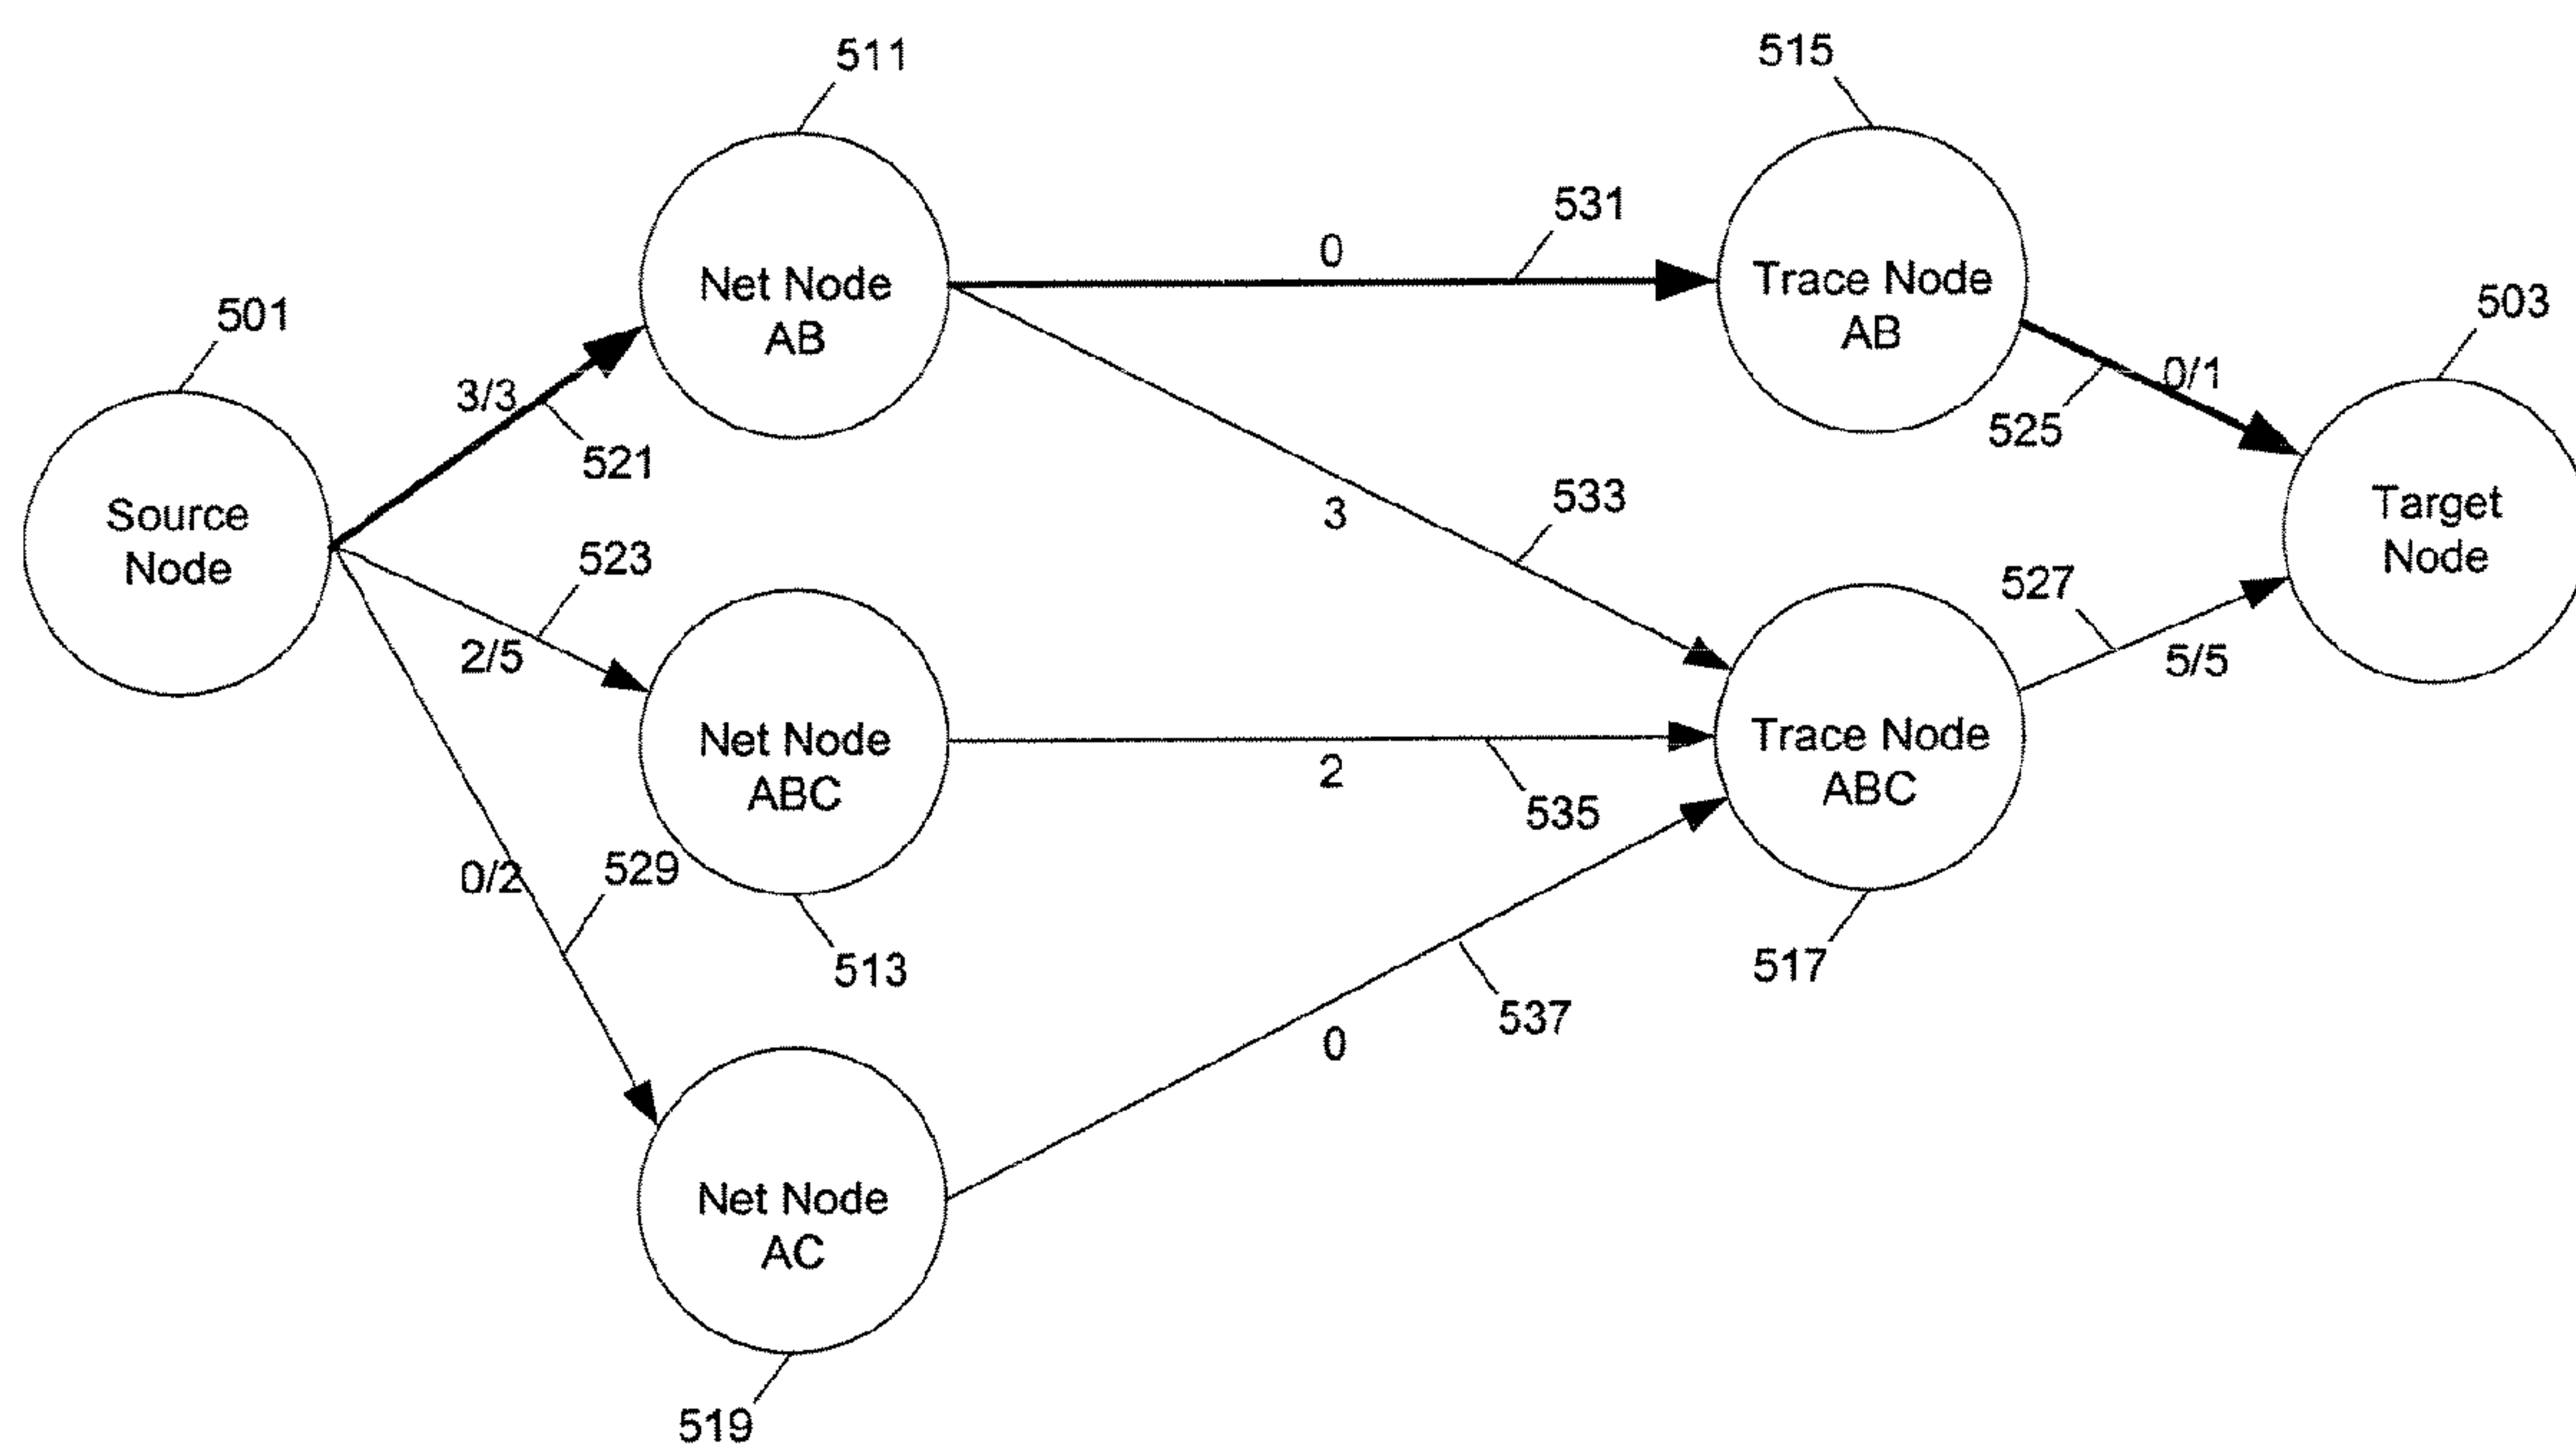 511
515
531
0
Net Node
AB
Trace Node
AB
501
503
3/3
521
0/1
525
Source
Node
523
2/5
3
533
Target
Node
527
5/5
Net Node
ABC
2
535
Trace Node
ABC
0/2
529
513
517
537
0
Net Node
AC
519